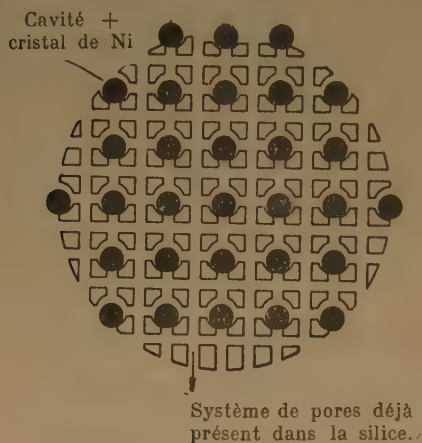 Cavité +
cristal de Ni
Système de pores déjà
présent dans la silice.